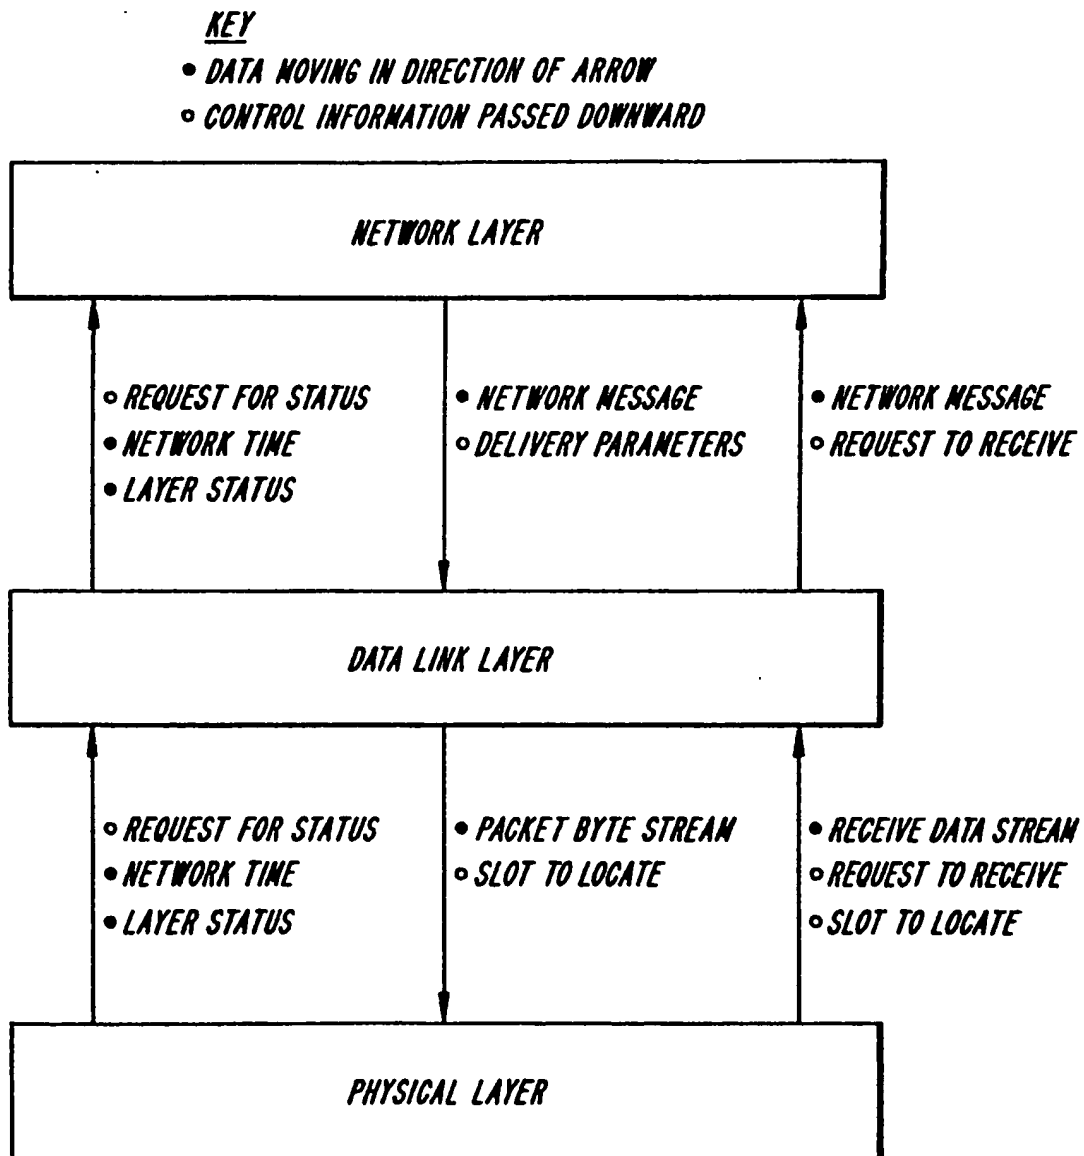 KEY
• DATA MOVING IN DIRECTION OF ARROW
○ CONTROL INFORMATION PASSED DOWNWARD
NETWORK LAYER
○ REQUEST FOR STATUS
• NETWORK TIME
• LAYER STATUS
• NETWORK MESSAGE
○ DELIVERY PARAMETERS
• NETWORK MESSAGE
○ REQUEST TO RECEIVE
DATA LINK LAYER
○ REQUEST FOR STATUS
• NETWORK TIME
• LAYER STATUS
• PACKET BYTE STREAM
○ SLOT TO LOCATE
• RECEIVE DATA STREAM
○ REQUEST TO RECEIVE
○ SLOT TO LOCATE
PHYSICAL LAYER